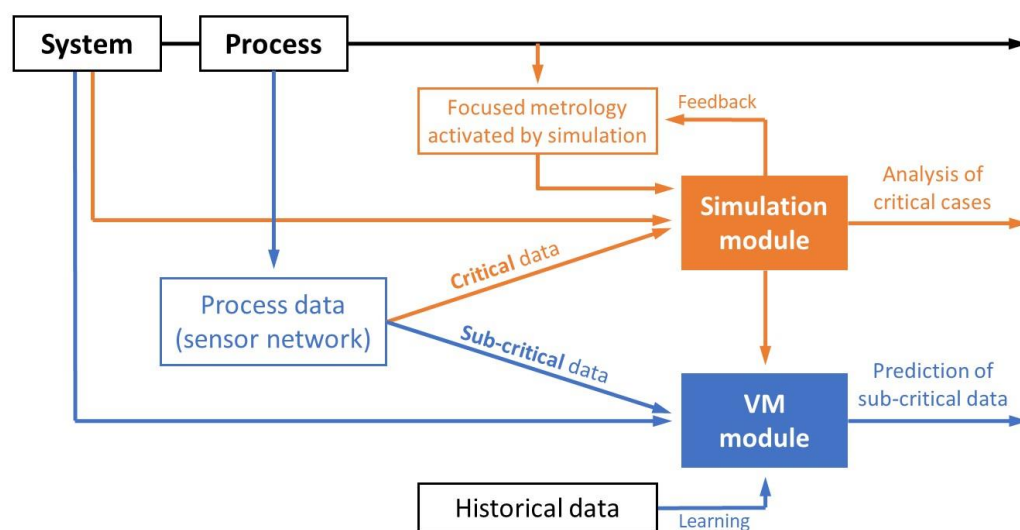 System
Process
Focused metrology
activated by simulation
Feedback
Simulation
module
Analysis of
critical cases
Critical data
Process data
(sensor network)
Sub-critical data
VM
module
Prediction of
sub-critical data
Historical data
Learning